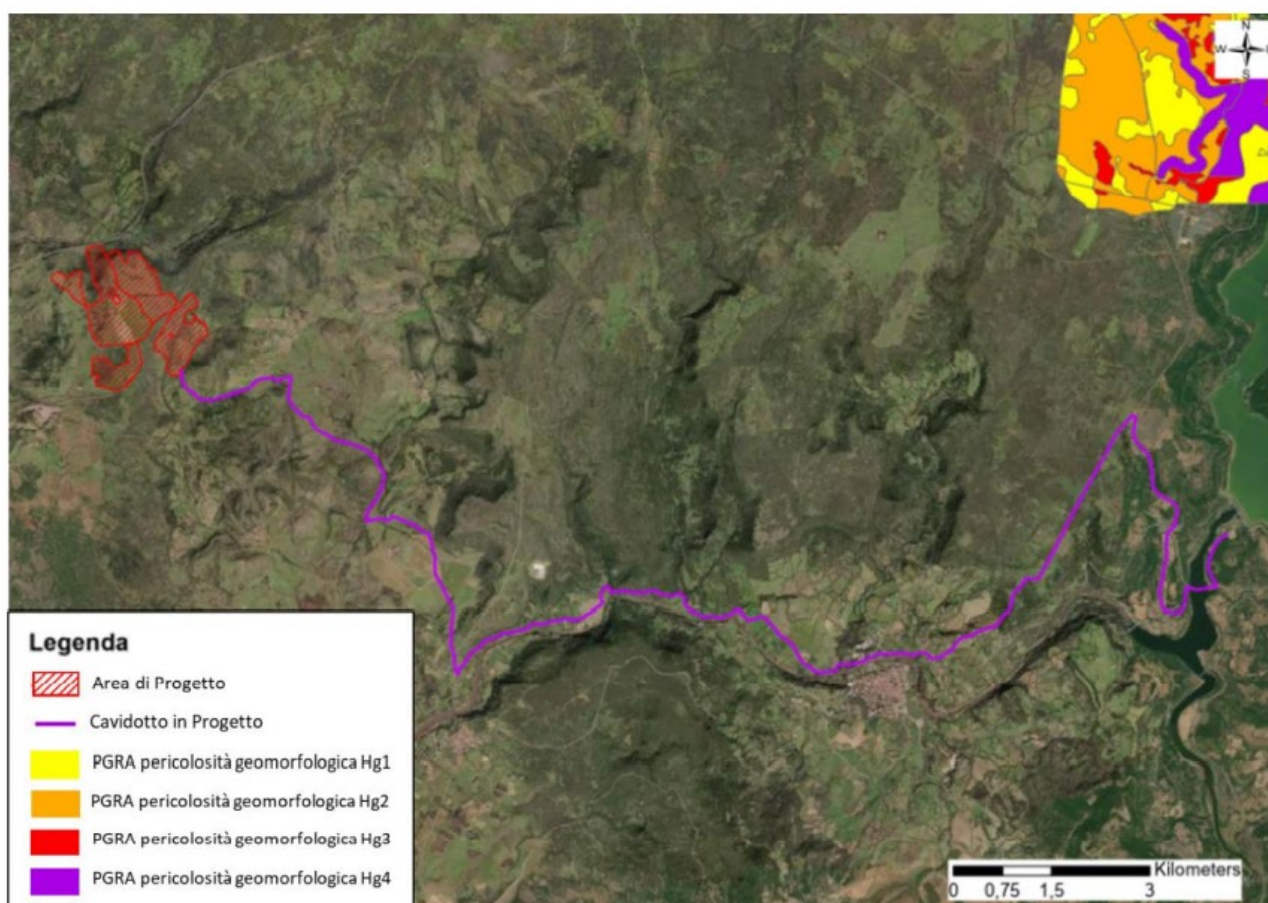 N
W
S
Legenda
Area di Progetto
Cavidotto in Progetto
PGRA pericolosità geomorfologica Hg1
PGRA pericolosità geomorfologica Hg2
PGRA pericolosità geomorfologica Hg3
PGRA pericolosità geomorfologica Hg4
Kilometers
0 0,75 1,5 3